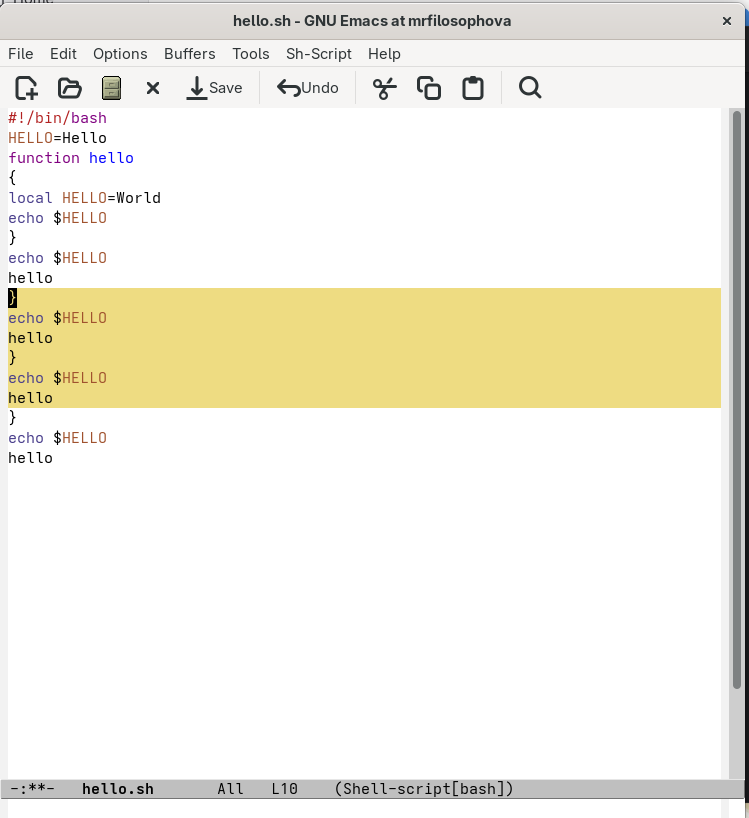 hello.sh - GNU Emacs at mrfilosophova ×
File Edit Options Buffers Tools Sh-Script Help
Save Undo
#!/bin/bash
HELLO=Hello
function hello
{
local HELLO=World
echo $HELLO
}
echo $HELLO
hello
}
echo $HELLO
hello
}
echo $HELLO
hello
}
echo $HELLO
hello
-:**- hello.sh All L10 (Shell-script[bash])